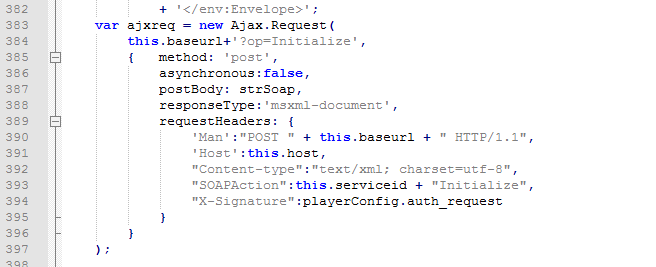 382 + '</env:Envelope>';
383 var ajxreq = new Ajax.Request(
384 this.baseurl+'?op=Initialize',
385 { method: 'post',
386 asynchronous:false,
387 postBody: strSoap,
388 responseType:'msxml-document',
389 requestHeaders: {
390 'Man':"POST " + this.baseurl + " HTTP/1.1",
391 'Host':this.host,
392 "Content-type":"text/xml; charset=utf-8",
393 "SOAPAction":this.serviceid + "Initialize",
394 "X-Signature":playerConfig.auth_request
395 }
396 }
397 );
398